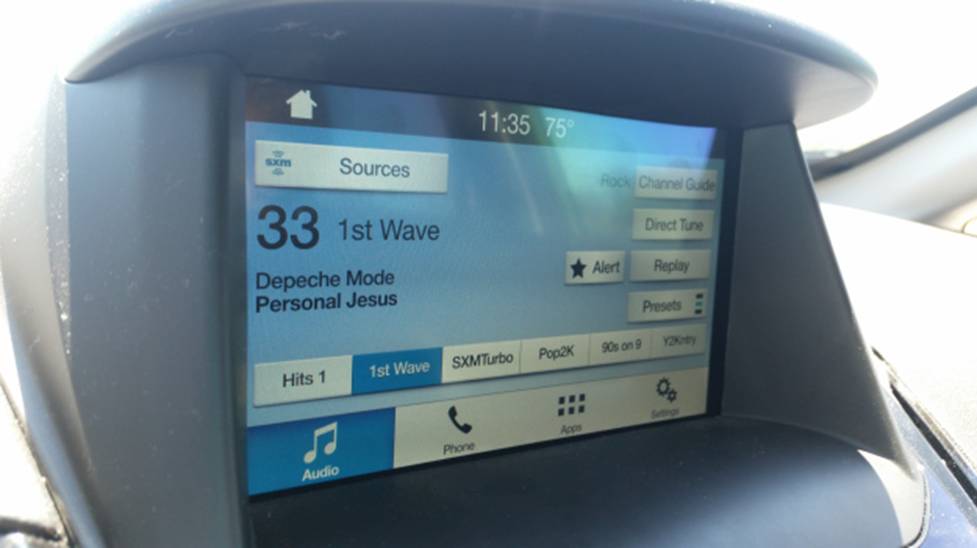 11:35 75°
sxm Sources
Rock Channel Guide
33 1st Wave
Direct Tune
Alert Replay
Depeche Mode
Personal Jesus
Presets
Hits 1 1st Wave SXMTurbo Pop2K 90s on 9 Y2Kntry
Audio Phone Apps Settings